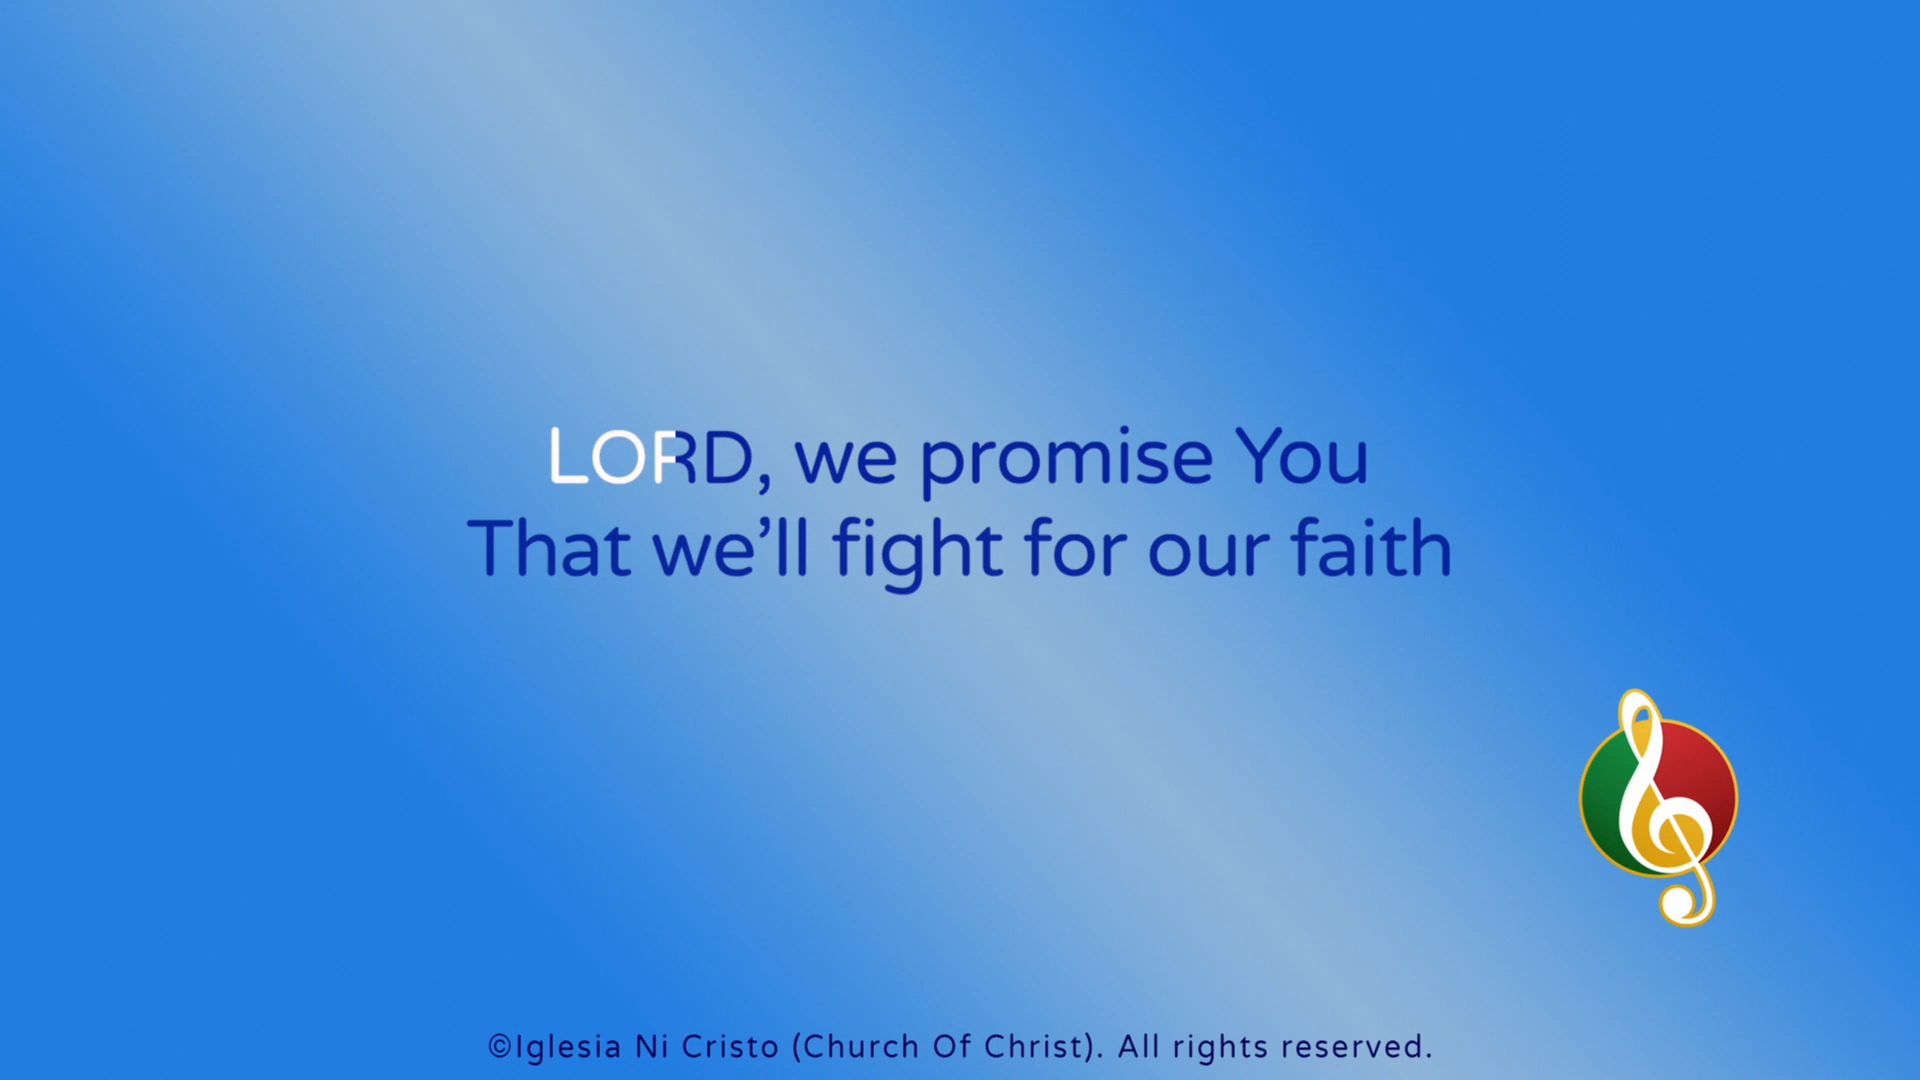 LORD, we promise You
That we’ll fight for our faith
©Iglesia Ni Cristo (Church Of Christ). All rights reserved.